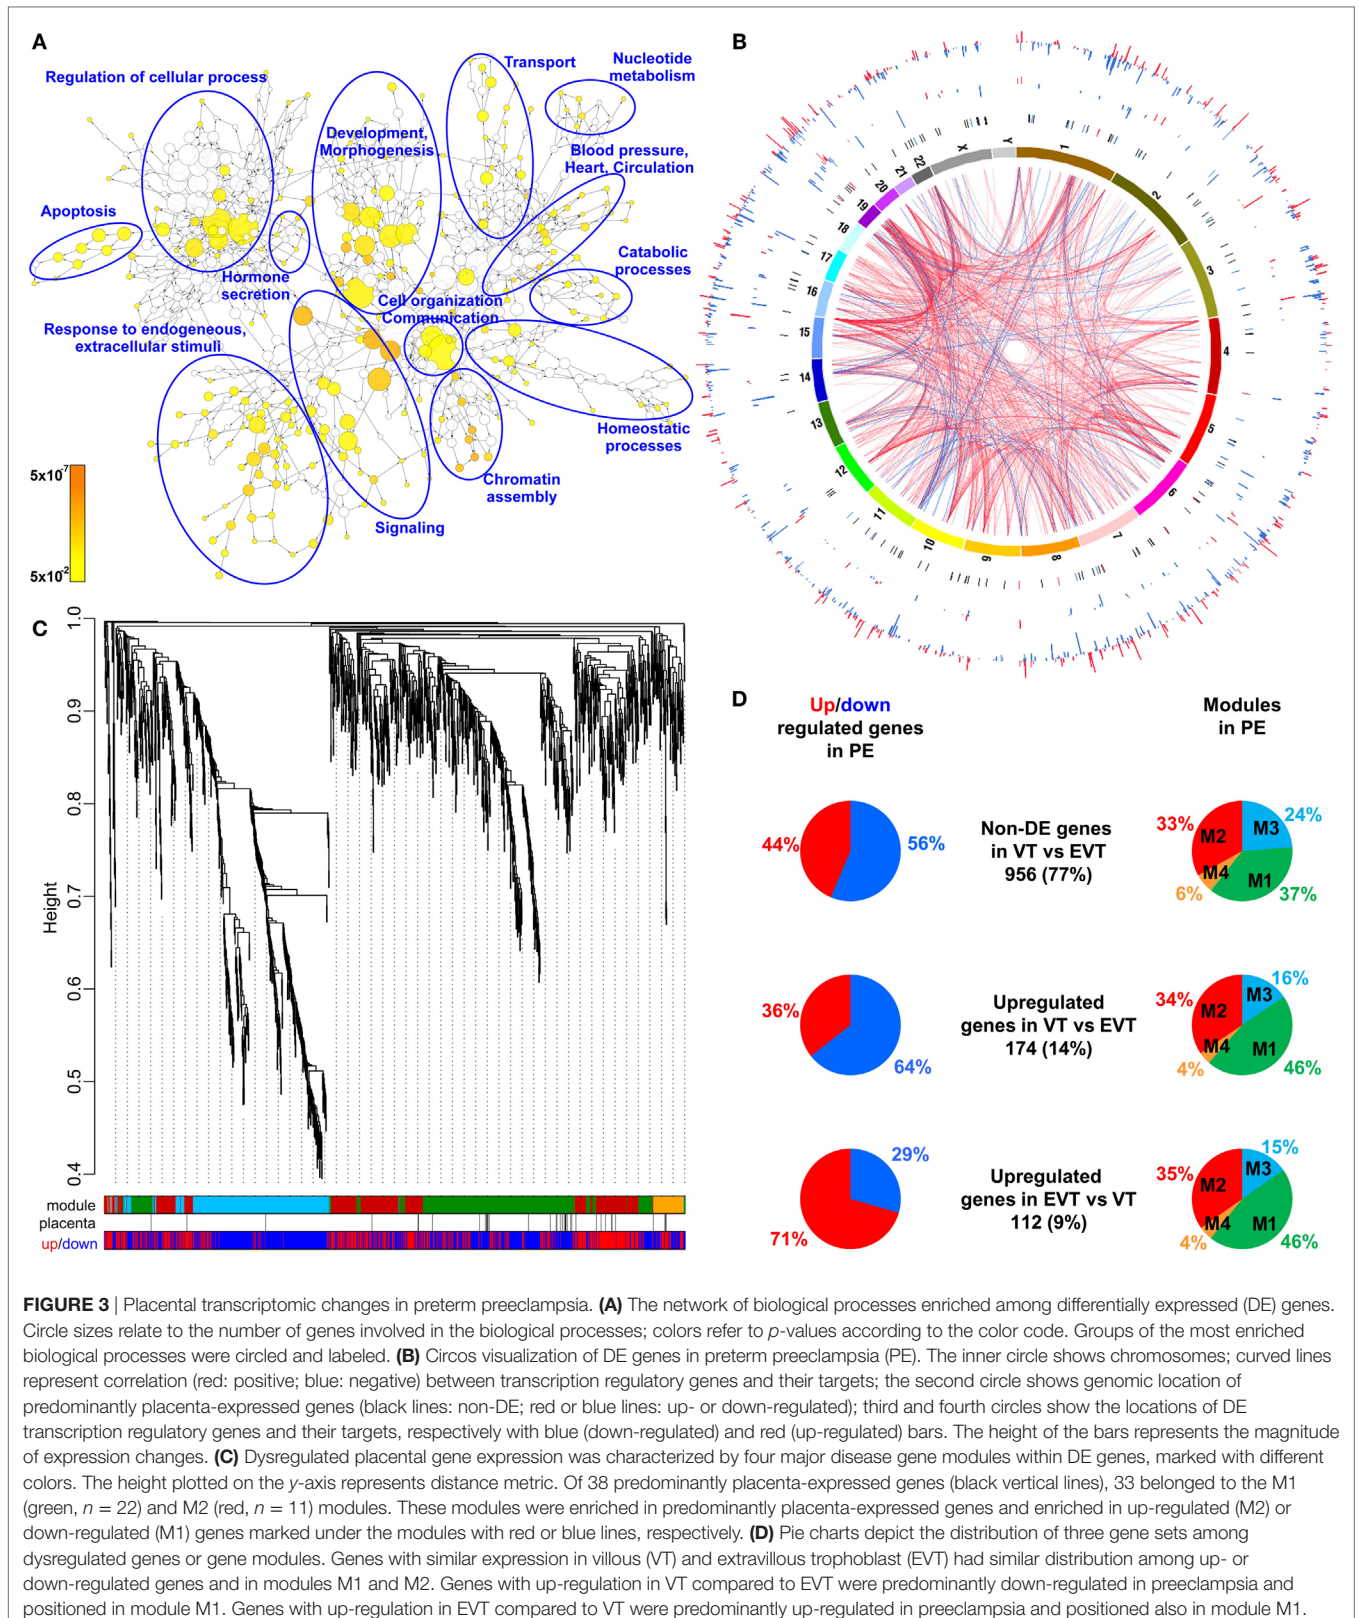 A
Regulation of cellular process
Transport
Nucleotide
metabolism
Development,
Morphogenesis
Blood pressure,
Heart, Circulation
Apoptosis
Hormone
secretion
Catabolic
processes
Cell organization
Communication
Response to endogeneous,
extracellular stimuli
Homeostatic
processes
Chromatin
assembly
Signaling
5x10-7
5x10-2
B
1
2
3
4
5
6
7
8
9
10
11
12
13
14
15
16
17
18
19
20
21
22
X
Y
C
Height
1.0
0.9
0.8
0.7
0.6
0.5
0.4
module
placenta
up/down
D
Up/down
regulated genes
in PE
Modules
in PE
44%
56%
Non-DE genes
in VT vs EVT
956 (77%)
33%
24%
M2
M3
M4
M1
6%
37%
36%
64%
Upregulated
genes in VT vs EVT
174 (14%)
34%
16%
M2
M3
M4
M1
4%
46%
29%
71%
Upregulated
genes in EVT vs VT
112 (9%)
35%
15%
M2
M3
M4
M1
4%
46%
FIGURE 3 | Placental transcriptomic changes in preterm preeclampsia. (A) The network of biological processes enriched among differentially expressed (DE) genes.
Circle sizes relate to the number of genes involved in the biological processes; colors refer to p-values according to the color code. Groups of the most enriched
biological processes were circled and labeled. (B) Circos visualization of DE genes in preterm preeclampsia (PE). The inner circle shows chromosomes; curved lines
represent correlation (red: positive; blue: negative) between transcription regulatory genes and their targets; the second circle shows genomic location of
predominantly placenta-expressed genes (black lines: non-DE; red or blue lines: up- or down-regulated); third and fourth circles show the locations of DE
transcription regulatory genes and their targets, respectively with blue (down-regulated) and red (up-regulated) bars. The height of the bars represents the magnitude
of expression changes. (C) Dysregulated placental gene expression was characterized by four major disease gene modules within DE genes, marked with different
colors. The height plotted on the y-axis represents distance metric. Of 38 predominantly placenta-expressed genes (black vertical lines), 33 belonged to the M1
(green, n = 22) and M2 (red, n = 11) modules. These modules were enriched in predominantly placenta-expressed genes and enriched in up-regulated (M2) or
down-regulated (M1) genes marked under the modules with red or blue lines, respectively. (D) Pie charts depict the distribution of three gene sets among
dysregulated genes or gene modules. Genes with similar expression in villous (VT) and extravillous trophoblast (EVT) had similar distribution among up- or
down-regulated genes and in modules M1 and M2. Genes with up-regulation in VT compared to EVT were predominantly down-regulated in preeclampsia and
positioned in module M1. Genes with up-regulation in EVT compared to VT were predominantly up-regulated in preeclampsia and positioned also in module M1.